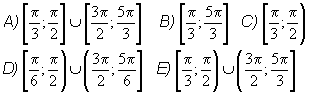 A) [π/3; π/2] ∪ [3π/2; 5π/3] B) [π/3; 5π/3] C) [π/3; π/2)
D) [π/6; π/2) ∪ (3π/2; 5π/6] E) [π/3; π/2) ∪ (3π/2; 5π/3]